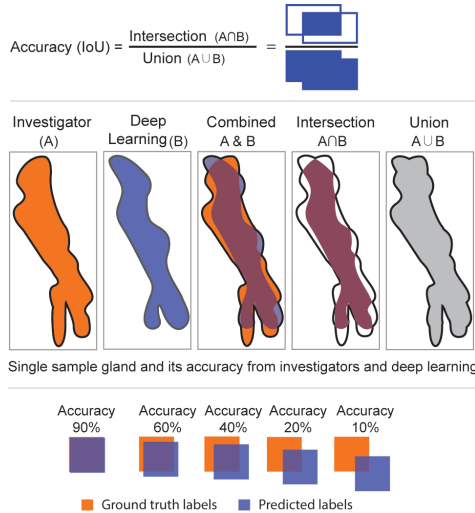 Accuracy (IoU) = Intersection (A∩B) / Union (A∪B) =
Investigator (A)
Deep Learning (B)
Combined A & B
Intersection A∩B
Union A∪B
Single sample gland and its accuracy from investigators and deep learning
Accuracy 90%
Accuracy 60%
Accuracy 40%
Accuracy 20%
Accuracy 10%
Ground truth labels
Predicted labels